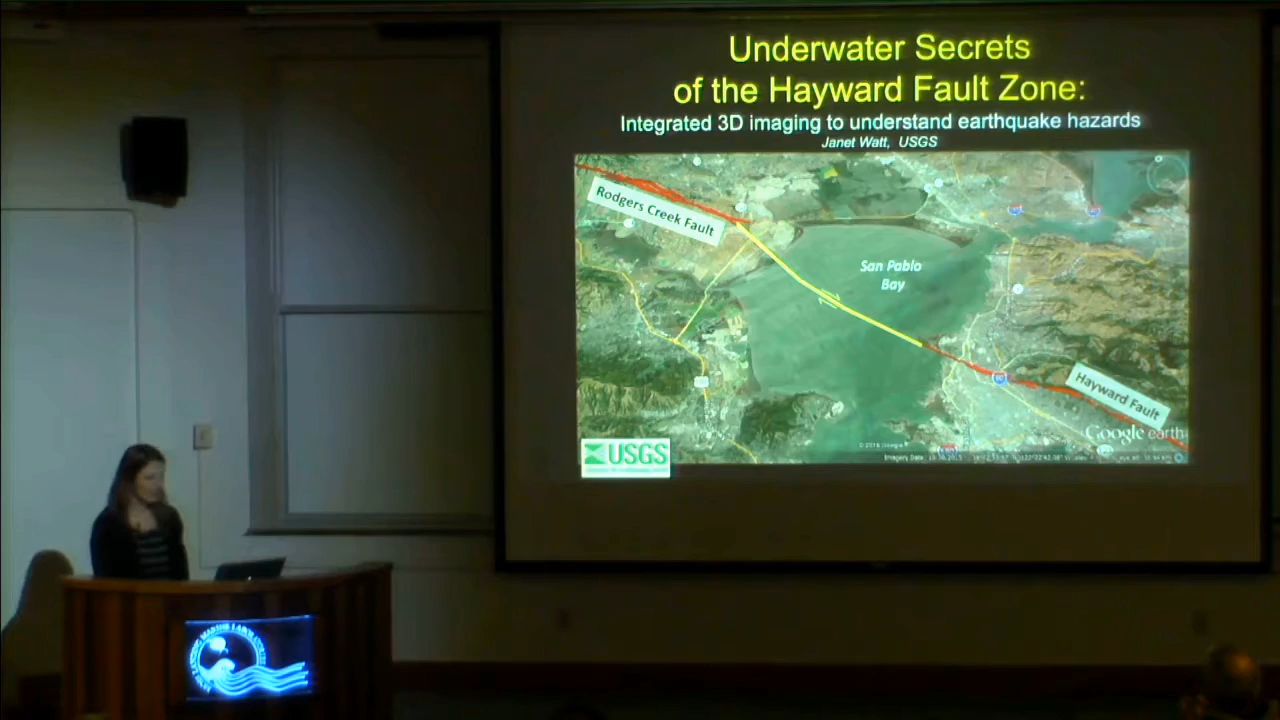 Underwater Secrets
of the Hayward Fault Zone:
Integrated 3D imaging to understand earthquake hazards
Janet Watt, USGS
Rodgers Creek Fault
San Pablo
Bay
Hayward Fault
Google earth
USGS